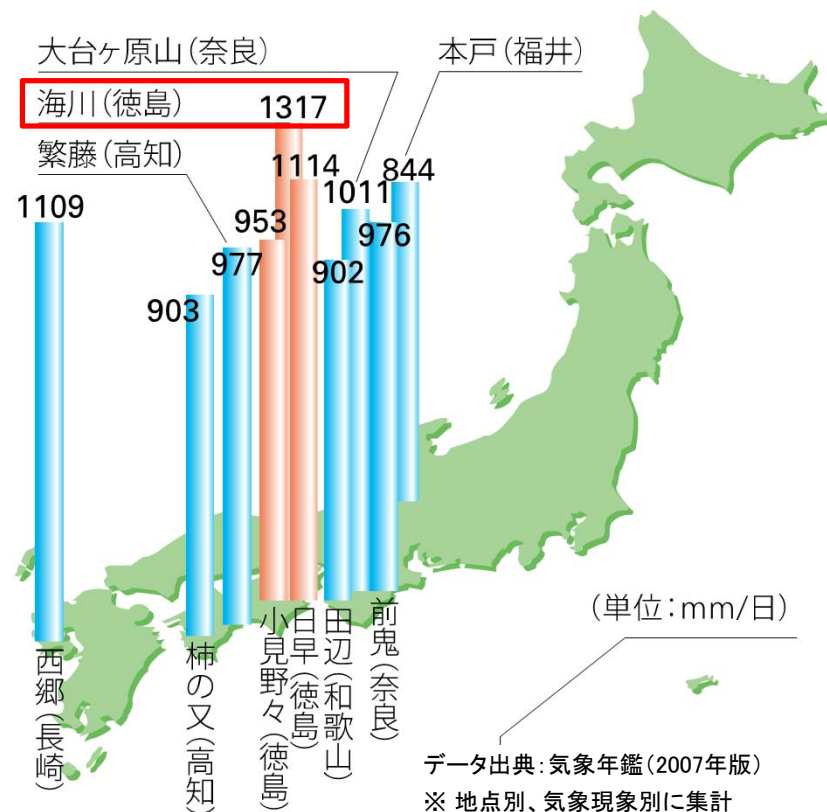 大台ヶ原山(奈良)
本戸(福井)
海川(徳島)
1317
繁藤(高知)
1114
844
1109
1011
953
976
977
902
903
(単位:mm/日)
西郷(長崎)
柿の又(高知)
小見野々(徳島)
日早(徳島)
田辺(和歌山)
前鬼(奈良)
データ出典:気象年鑑(2007年版)
※ 地点別、気象現象別に集計